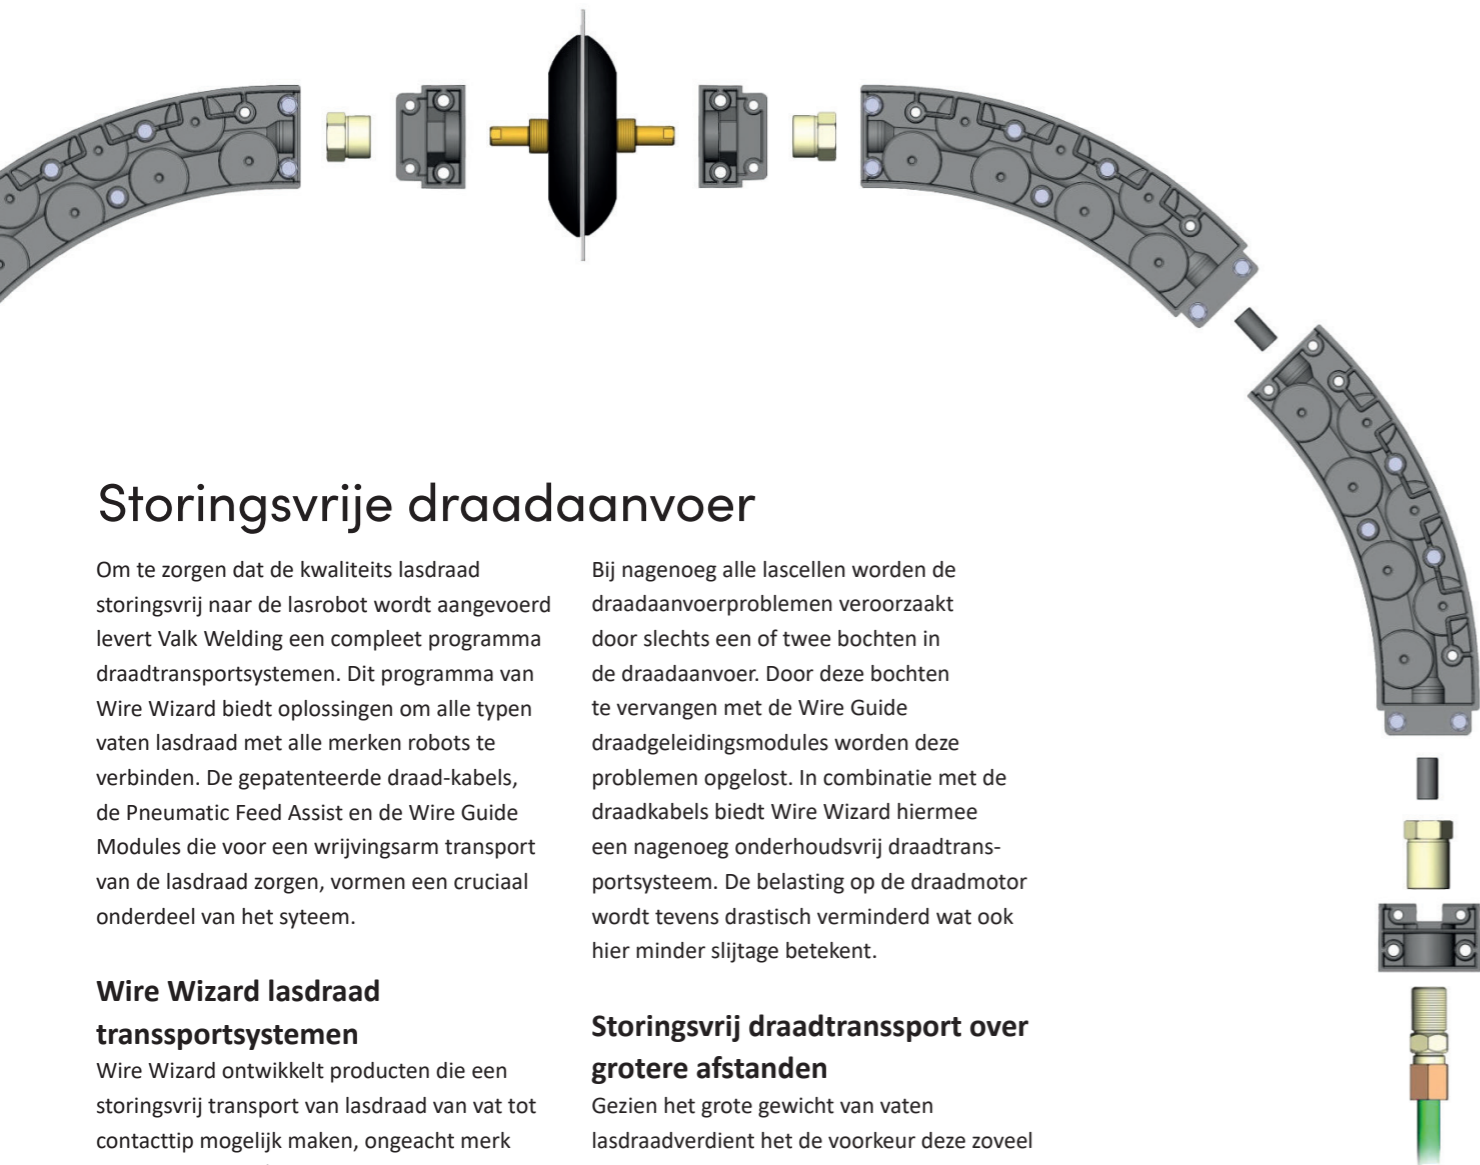 Storingsvrije draadaanvoer
Om te zorgen dat de kwaliteits lasdraad
storingsvrij naar de lasrobot wordt aangevoerd
levert Valk Welding een compleet programma
draadtransportsystemen. Dit programma van
Wire Wizard biedt oplossingen om alle typen
vaten lasdraad met alle merken robots te
verbinden. De gepatenteerde draad-kabels,
de Pneumatic Feed Assist en de Wire Guide
Modules die voor een wrijvingsarm transport
van de lasdraad zorgen, vormen een cruciaal
onderdeel van het syteem.
Wire Wizard lasdraad
transsportsystemen
Wire Wizard ontwikkelt producten die een
storingsvrij transport van lasdraad van vat tot
contacttip mogelijk maken, ongeacht merk
Bij nagenoeg alle lascellen worden de
draadaanvoerproblemen veroorzaakt
door slechts een of twee bochten in
de draadaanvoer. Door deze bochten
te vervangen met de Wire Guide
draadgeleidingsmodules worden deze
problemen opgelost. In combinatie met de
draadkabels biedt Wire Wizard hiermee
een nagenoeg onderhoudsvrij draadtrans-
portsysteem. De belasting op de draadmotor
wordt tevens drastisch verminderd wat ook
hier minder slijtage betekent.
Storingsvrij draadtranssport over
grotere afstanden
Gezien het grote gewicht van vaten
lasdraadverdient het de voorkeur deze zoveel